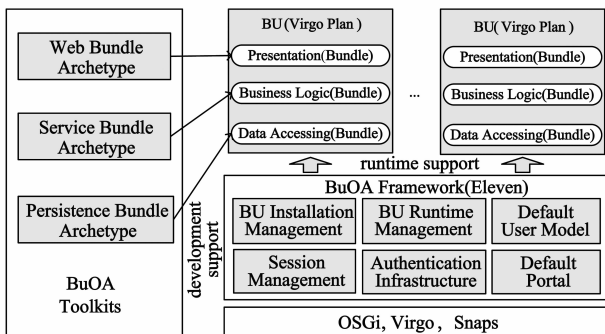 Web Bundle
Archetype
Service Bundle
Archetype
Persistence Bundle
Archetype
BuOA
Toolkits
BU(Virgo Plan)
Presentation(Bundle)
Business Logic(Bundle)
Data Accessing(Bundle)
...
BU(Virgo Plan)
Presentation(Bundle)
Business Logic(Bundle)
Data Accessing(Bundle)
runtime support
development
support
BuOA Framework(Eleven)
BU Installation
Management
BU Runtime
Management
Default
User Model
Session
Management
Authentication
Infrastructure
Default
Portal
OSGi, Virgo, Snaps